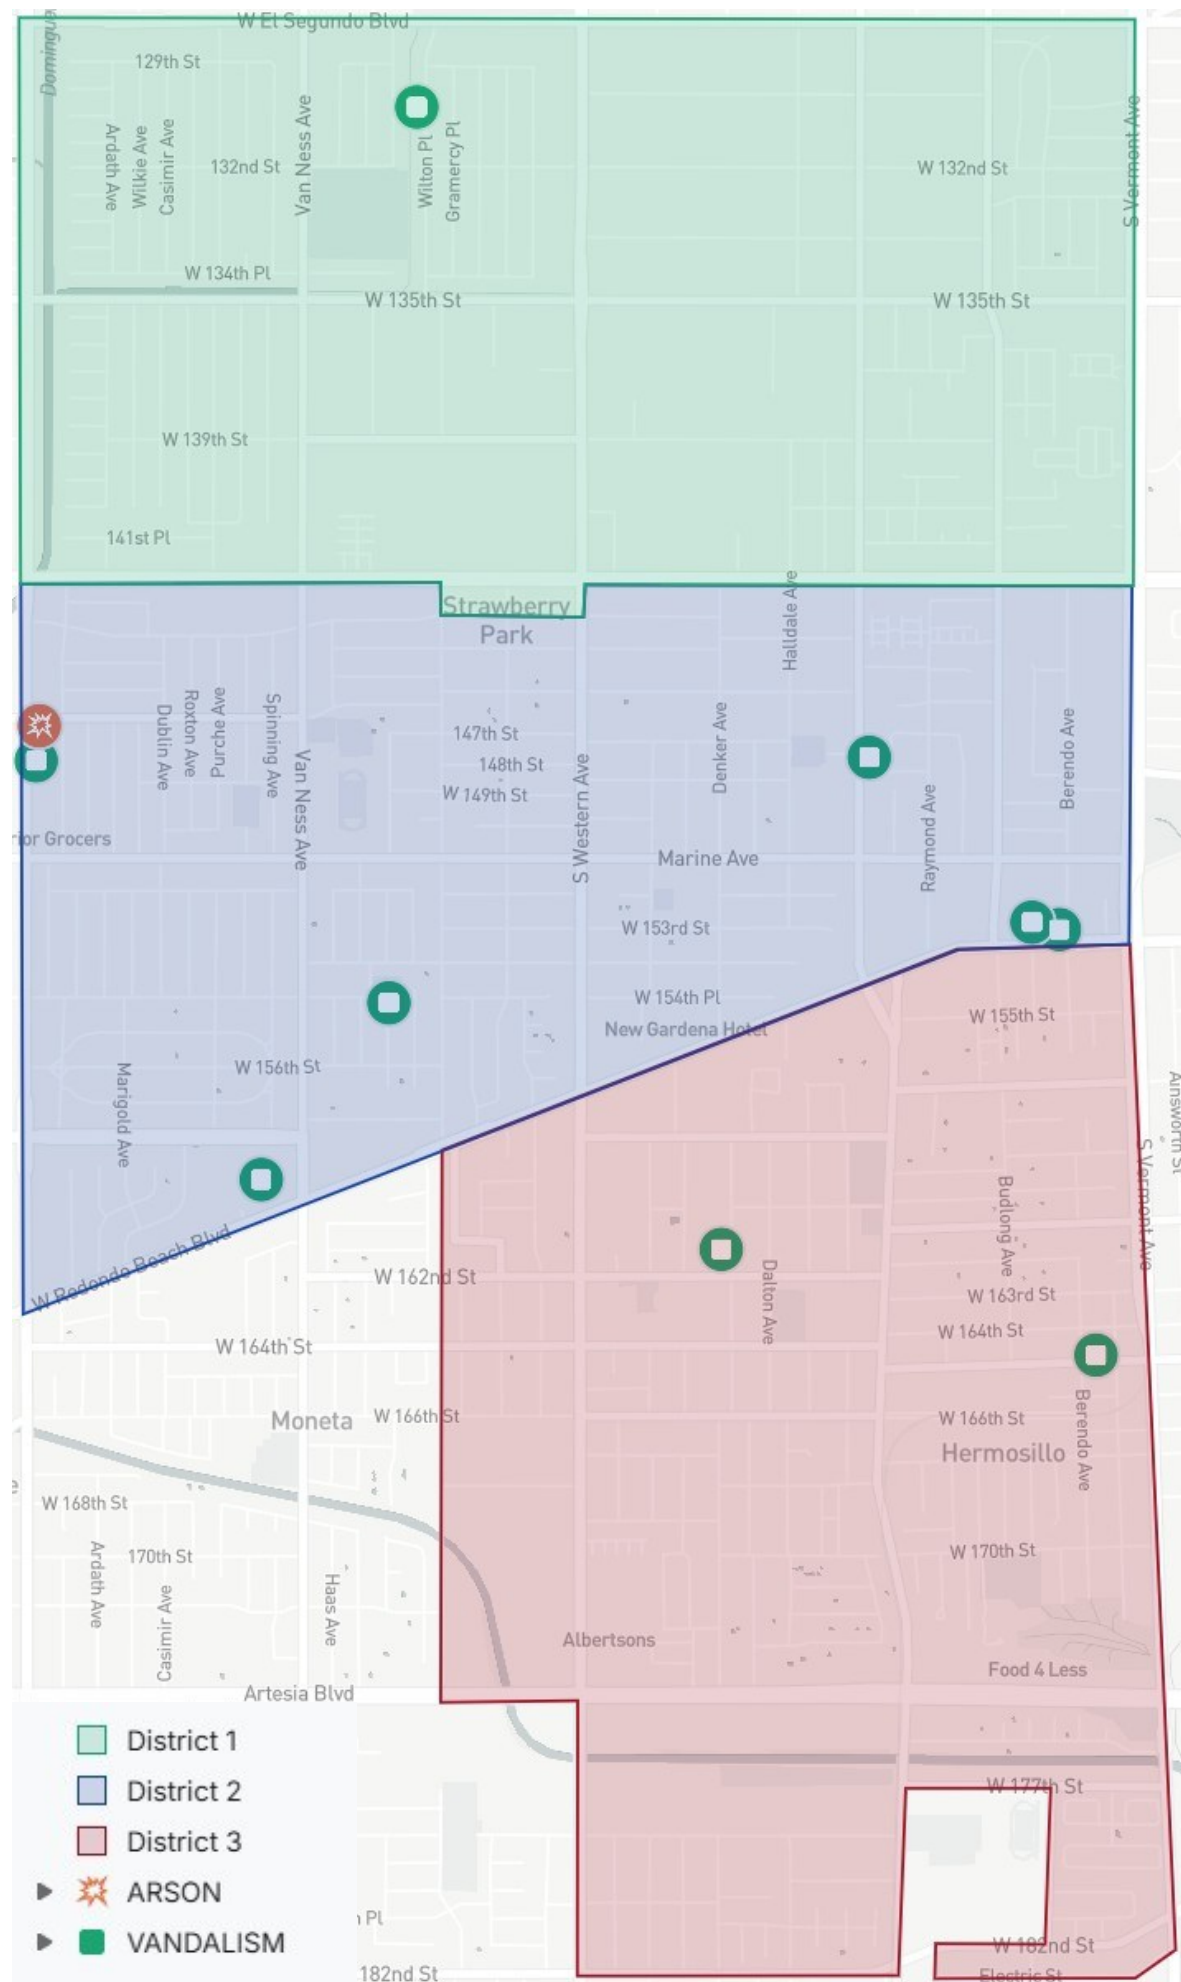 W El Segundo Blvd
129th St
Ardath Ave
Wilkie Ave
Casimir Ave
132nd St
Van Ness Ave
Wilton Pl
Gramercy Pl
W 132nd St
S Vermont Ave
W 134th Pl
W 135th St
W 135th St
W 139th St
141st Pl
Strawberry
Park
Halldale Ave
Dublin Ave
Roxton Ave
Purche Ave
Spinning Ave
Van Ness Ave
147th St
148th St
W 149th St
S Western Ave
Denker Ave
Raymond Ave
Berendo Ave
Grocers
Marine Ave
W 153rd St
W 154th Pl
New Gardena Hotel
W 155th St
W 156th St
Marigold Ave
Ainsworth St
S Vermont Ave
Budlong Ave
W Redondo Beach Blvd
W 162nd St
Dalton Ave
W 163rd St
W 164th St
W 164th St
Moneta
W 166th St
W 166th St
Hermosillo
Berendo Ave
W 168th St
170th St
W 170th St
Ardath Ave
Casimir Ave
Haas Ave
Albertsons
Food 4 Less
Artesia Blvd
W 177th St
Pl
W 182nd St
182nd St
Electric St
District 1
District 2
District 3
ARSON
VANDALISM